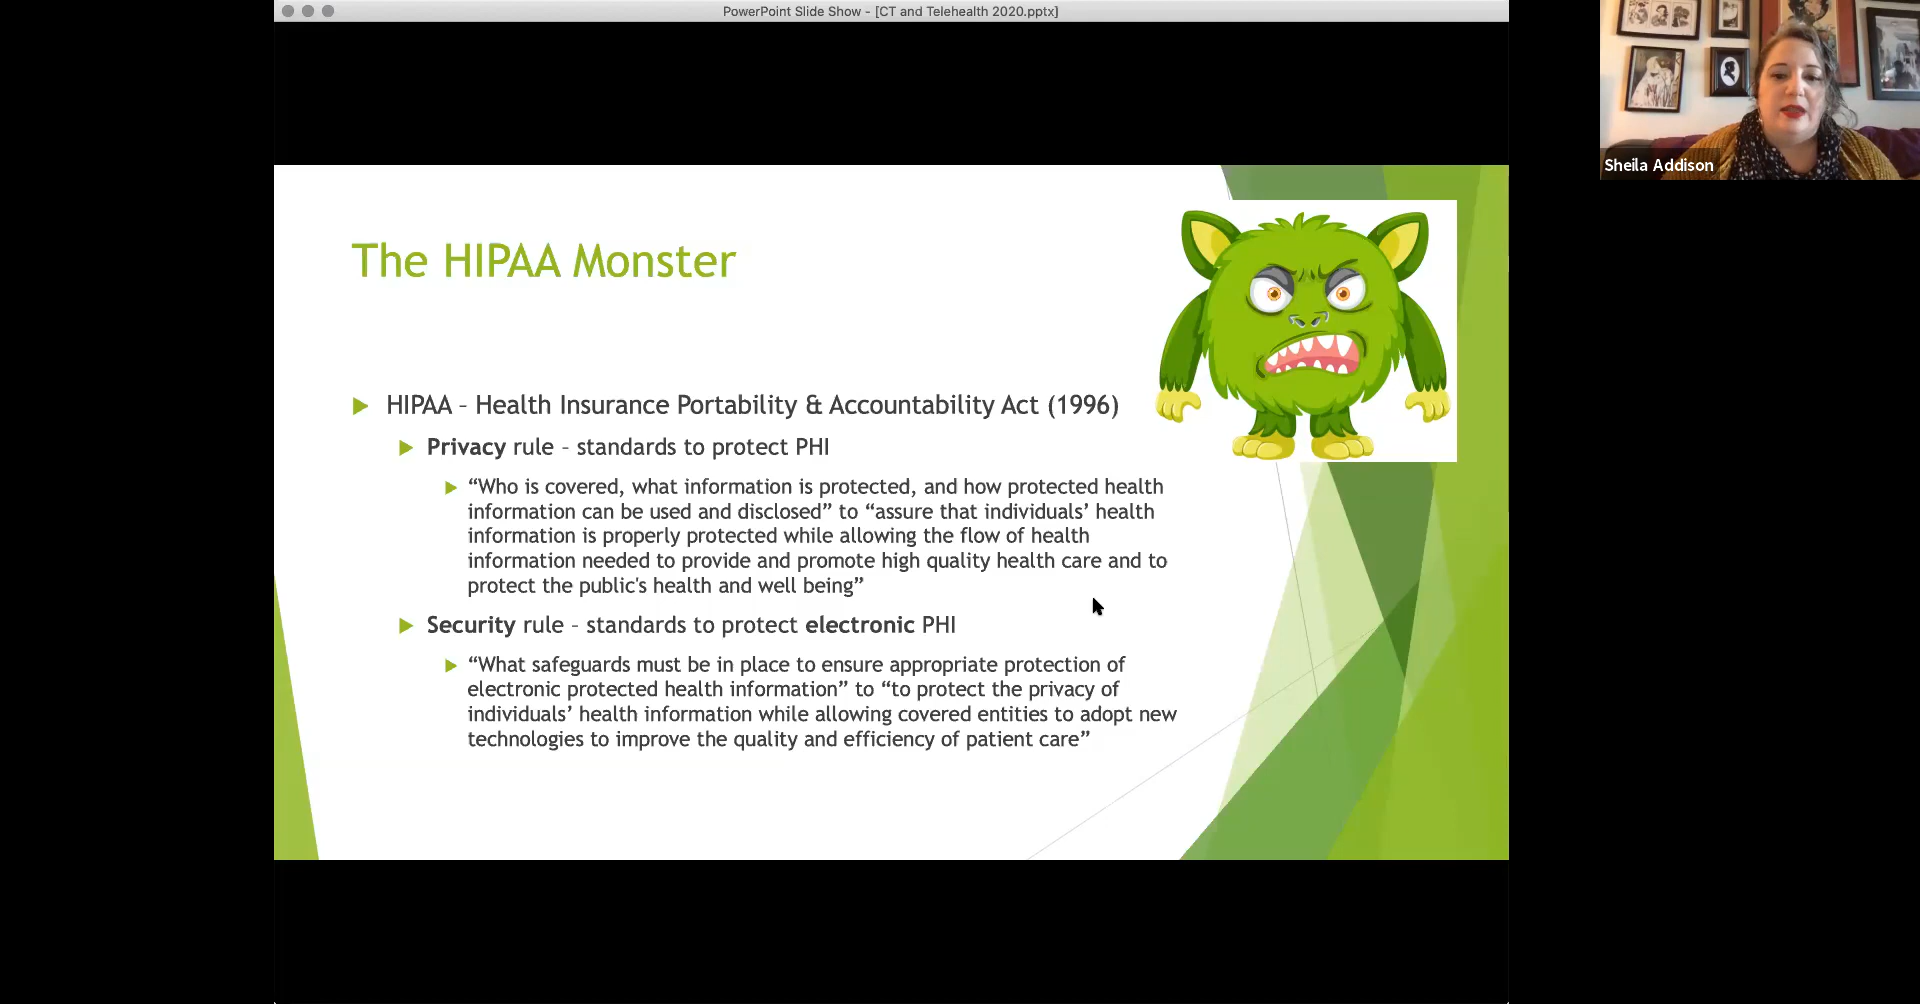 PowerPoint Slide Show - [CT and Telehealth 2020.pptx]
Sheila Addison
The HIPAA Monster
HIPAA – Health Insurance Portability & Accountability Act (1996)
Privacy rule – standards to protect PHI
“Who is covered, what information is protected, and how protected health
information can be used and disclosed” to “assure that individuals’ health
information is properly protected while allowing the flow of health
information needed to provide and promote high quality health care and to
protect the public's health and well being”
Security rule – standards to protect electronic PHI
“What safeguards must be in place to ensure appropriate protection of
electronic protected health information” to “to protect the privacy of
individuals’ health information while allowing covered entities to adopt new
technologies to improve the quality and efficiency of patient care”